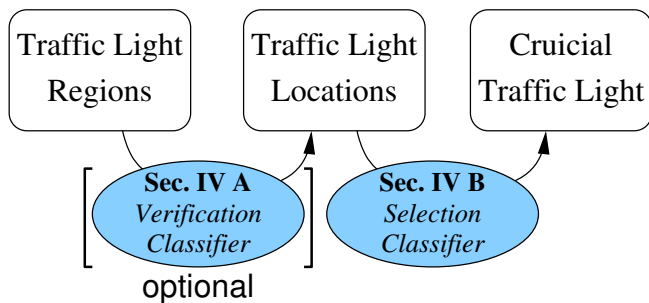 Traffic Light
Regions
Traffic Light
Locations
Cruicial
Traffic Light
Sec. IV A
Verification
Classifier
Sec. IV B
Selection
Classifier
optional